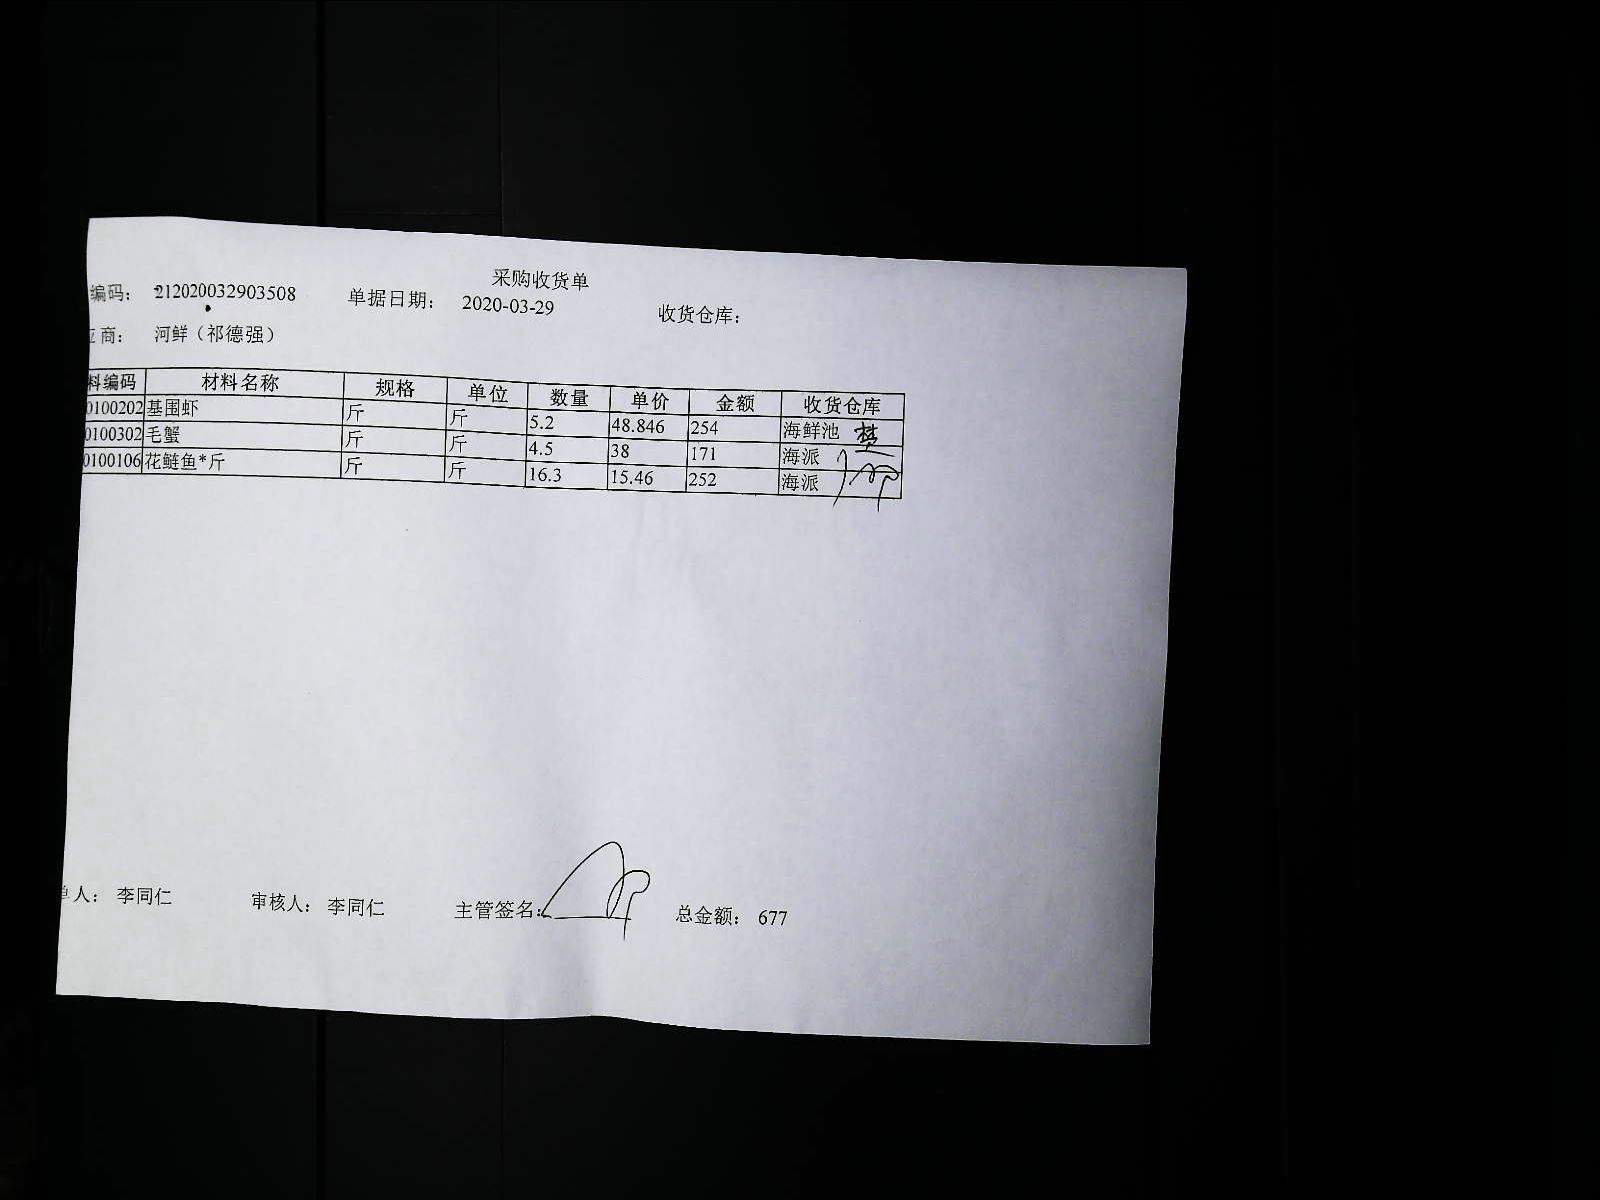 采购收货单
编码： 212020032903508 单据日期： 2020-03-29 收货仓库：
应商： 河鲜（祁德强）
料编码 材料名称 规格 单位 数量 单价 金额 收货仓库
0100202 基围虾 斤 斤 5.2 48.846 254 海鲜池
0100302 毛蟹 斤 斤 4.5 38 171 海派
0100106 花鲢鱼*斤 斤 斤 16.3 15.46 252 海派
单人： 李同仁 审核人： 李同仁 主管签名： 总金额： 677